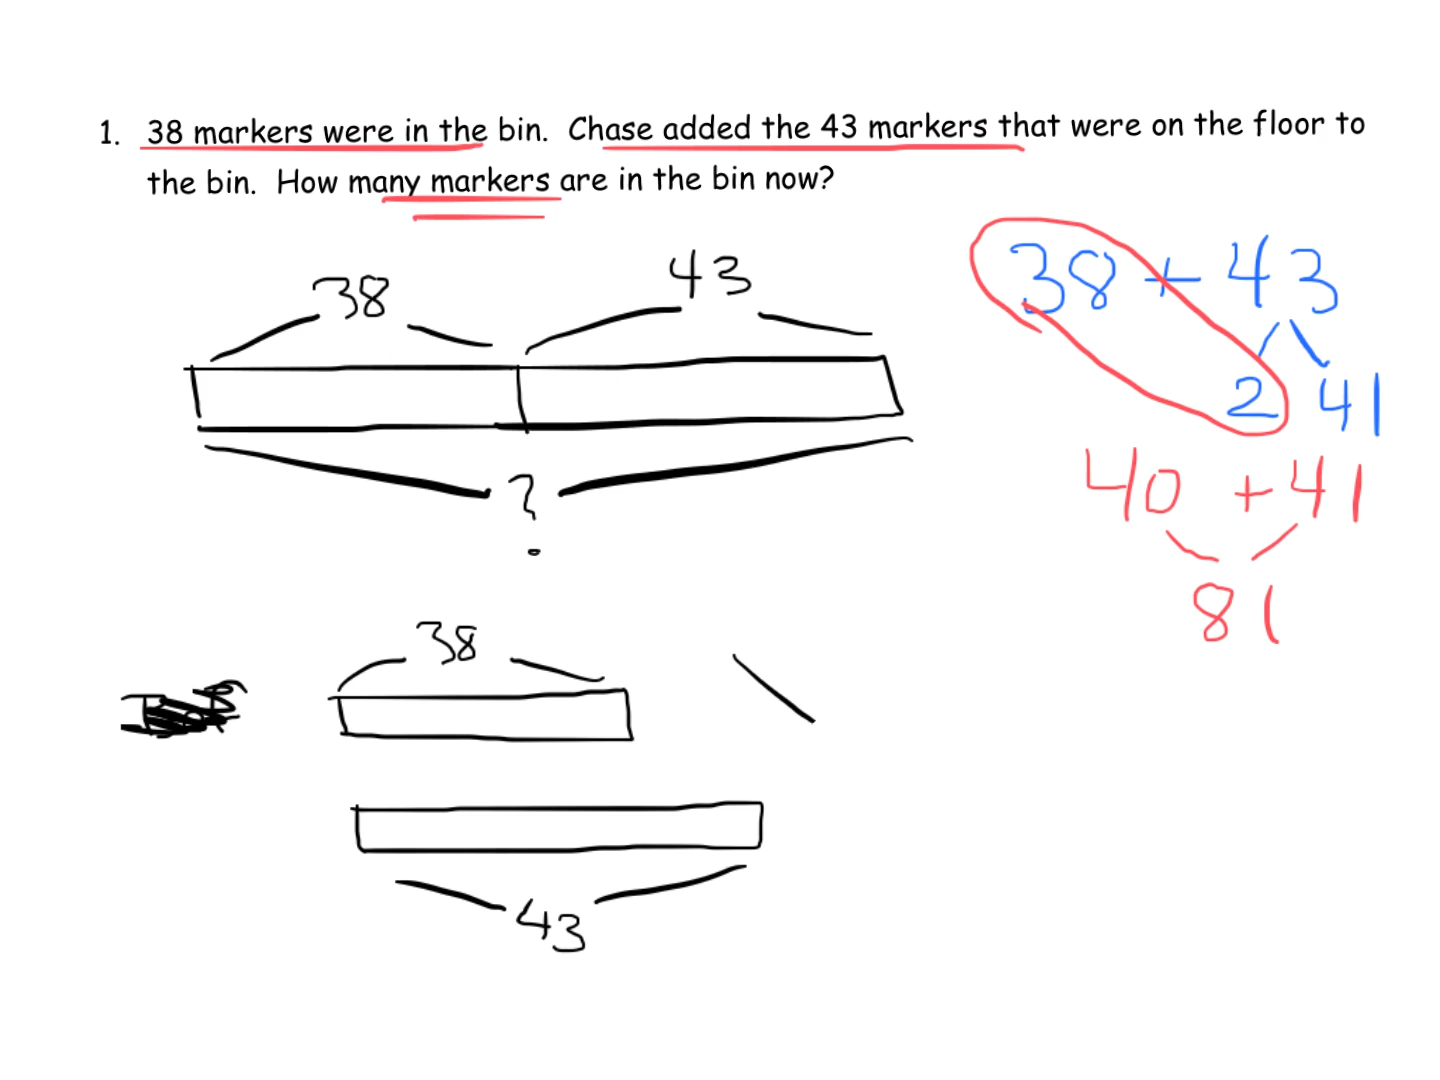 1. 38 markers were in the bin. Chase added the 43 markers that were on the floor to
the bin. How many markers are in the bin now?
38 43
?
38 + 43
2 41
40 + 41
81
38
43